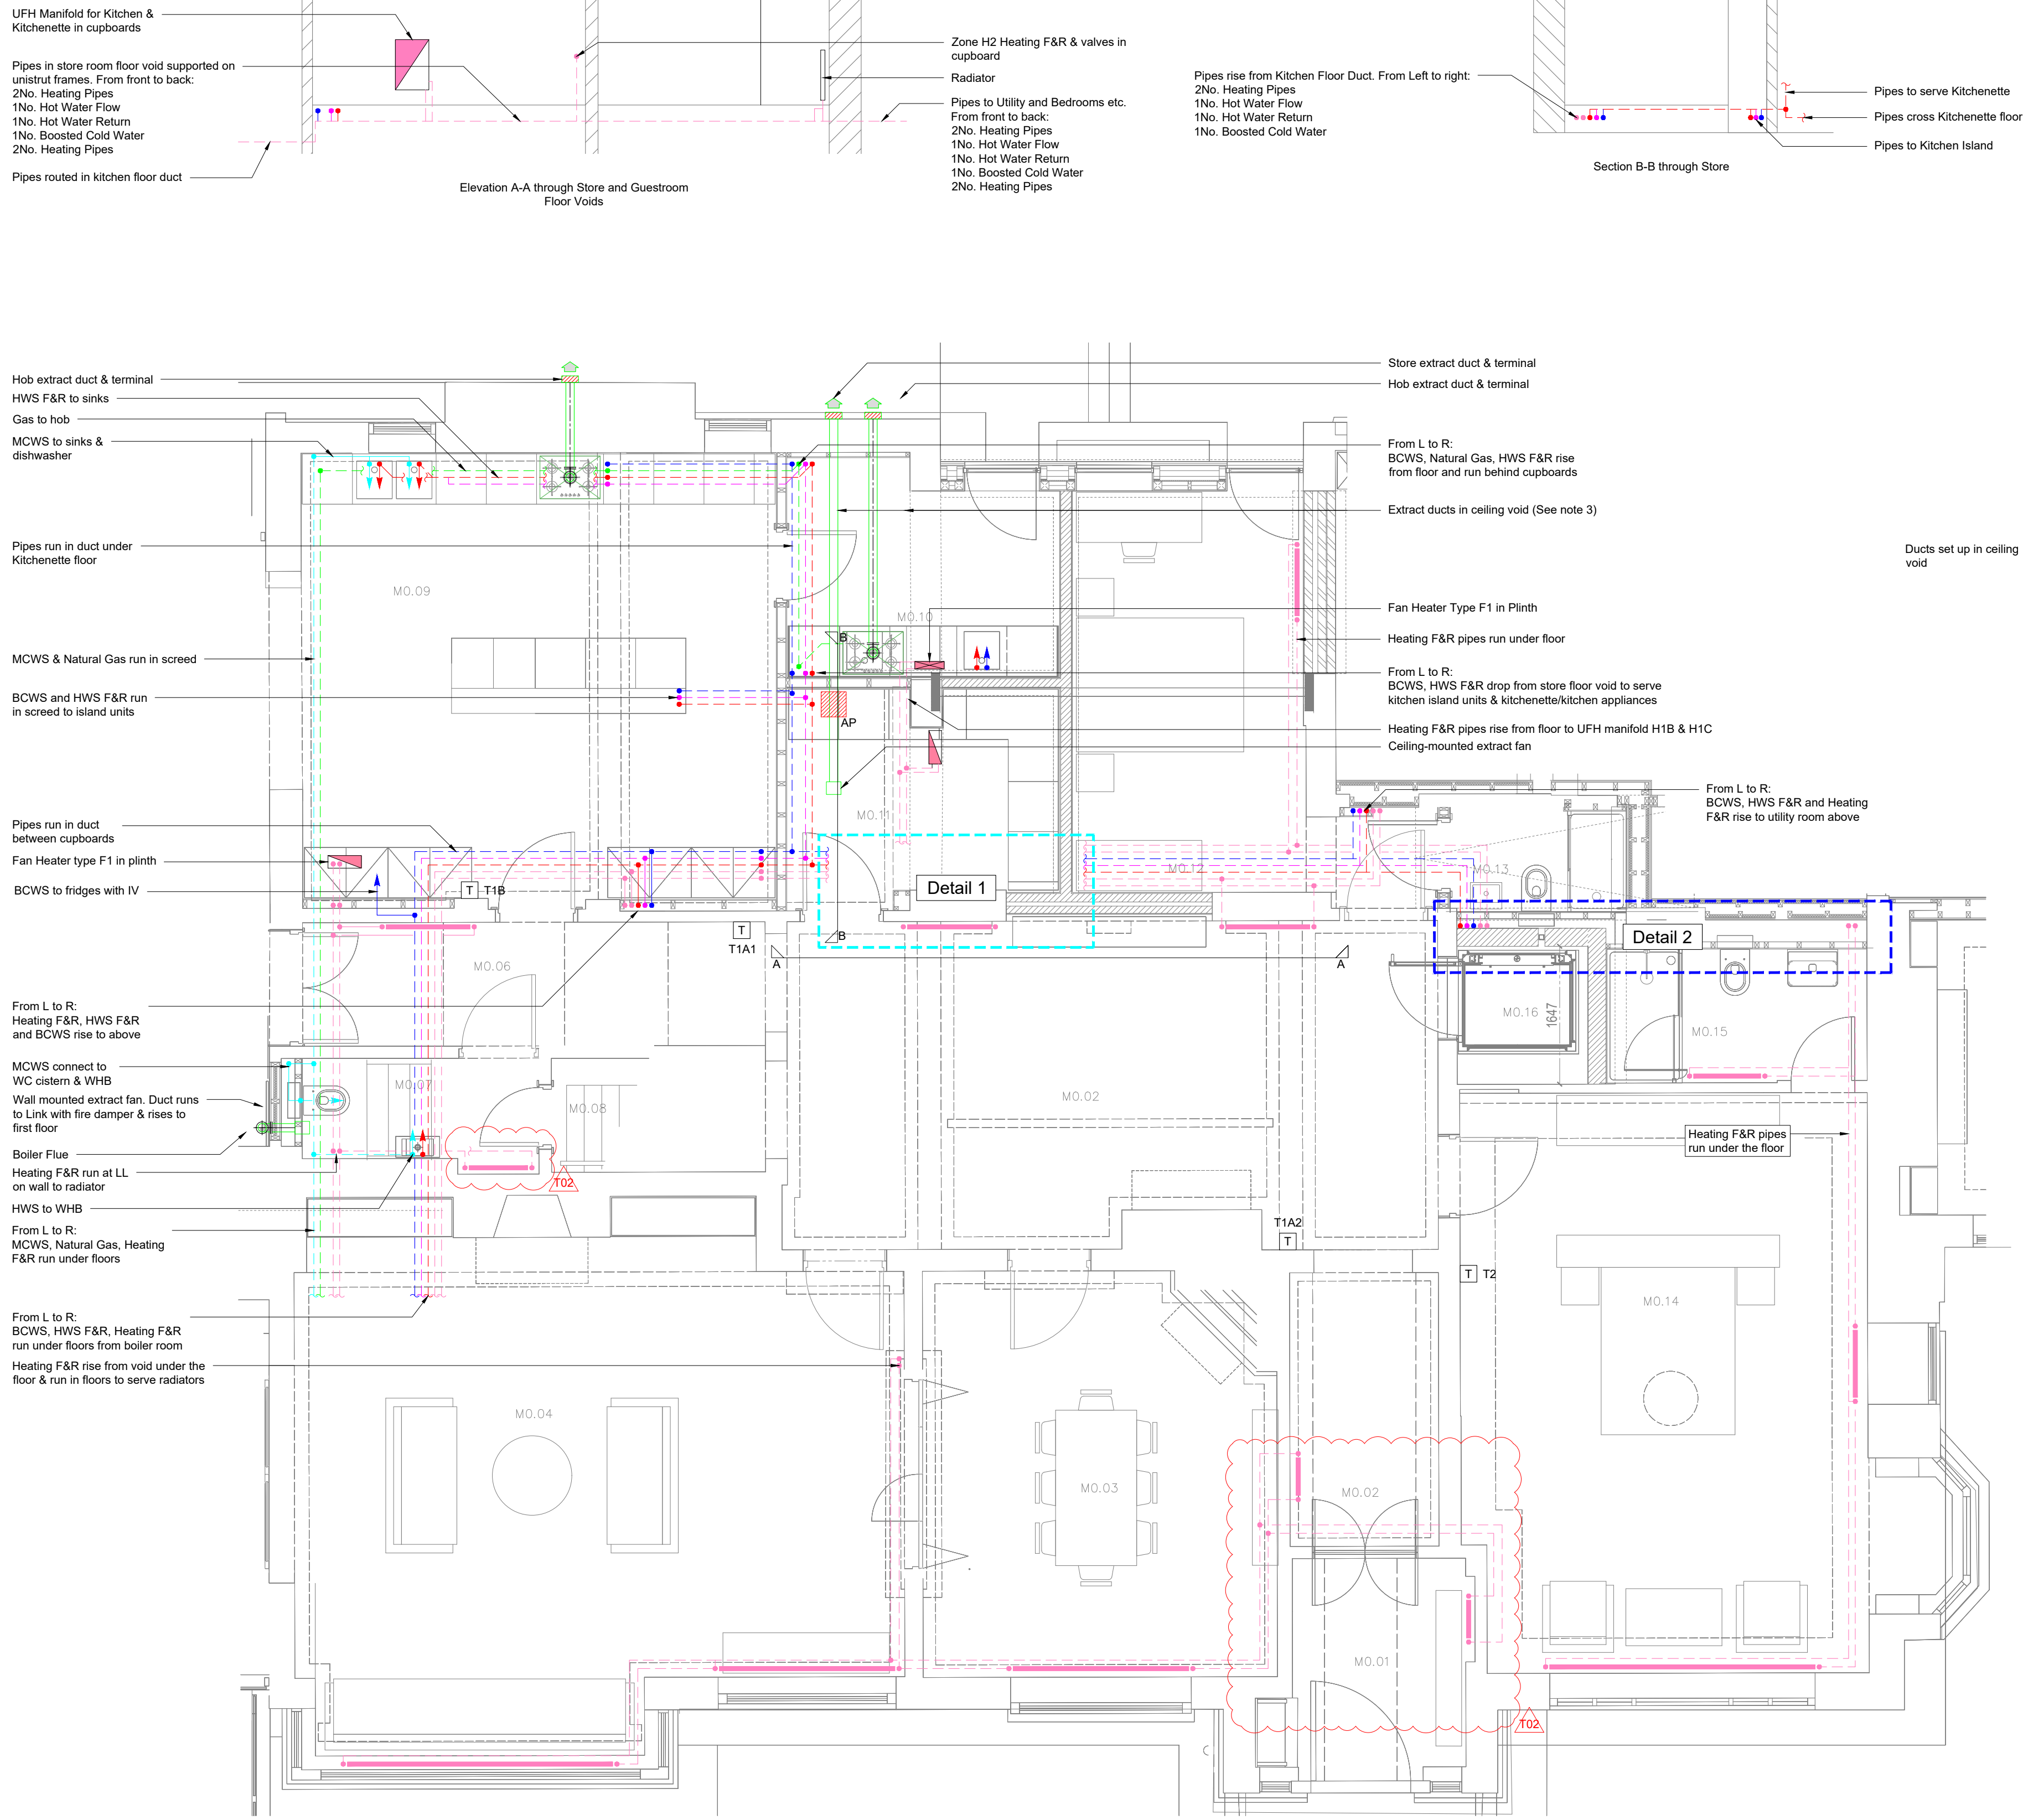 UFH Manifold for Kitchen &
Kitchenette in cupboards
Pipes in store room floor void supported on
unistrut frames. From front to back:
2No. Heating Pipes
1No. Hot Water Flow
1No. Hot Water Return
1No. Boosted Cold Water
2No. Heating Pipes
Pipes routed in kitchen floor duct
Elevation A-A through Store and Guestroom
Floor Voids
Zone H2 Heating F&R & valves in
cupboard
Radiator
Pipes to Utility and Bedrooms etc.
From front to back:
2No. Heating Pipes
1No. Hot Water Flow
1No. Hot Water Return
1No. Boosted Cold Water
2No. Heating Pipes
Pipes rise from Kitchen Floor Duct. From Left to right:
2No. Heating Pipes
1No. Hot Water Flow
1No. Hot Water Return
1No. Boosted Cold Water
Section B-B through Store
Pipes to serve Kitchenette
Pipes cross Kitchenette floor
Pipes to Kitchen Island
Hob extract duct & terminal
HWS F&R to sinks
Gas to hob
MCWS to sinks &
dishwasher
Pipes run in duct under
Kitchenette floor
MCWS & Natural Gas run in screed
BCWS and HWS F&R run
in screed to island units
Pipes run in duct
between cupboards
Fan Heater type F1 in plinth
BCWS to fridges with IV
From L to R:
Heating F&R, HWS F&R
and BCWS rise to above
MCWS connect to
WC cistern & WHB
Wall mounted extract fan. Duct runs
to Link with fire damper & rises to
first floor
Boiler Flue
Heating F&R run at LL
on wall to radiator
HWS to WHB
From L to R:
MCWS, Natural Gas, Heating
F&R run under floors
From L to R:
BCWS, HWS F&R, Heating F&R
run under floors from boiler room
Heating F&R rise from void under the
floor & run in floors to serve radiators
Store extract duct & terminal
Hob extract duct & terminal
From L to R:
BCWS, Natural Gas, HWS F&R rise
from floor and run behind cupboards
Extract ducts in ceiling void (See note 3)
Ducts set up in ceiling
void
Fan Heater Type F1 in Plinth
Heating F&R pipes run under floor
From L to R:
BCWS, HWS F&R drop from store floor void to serve
kitchen island units & kitchenette/kitchen appliances
Heating F&R pipes rise from floor to UFH manifold H1B & H1C
Ceiling-mounted extract fan
From L to R:
BCWS, HWS F&R and Heating
F&R rise to utility room above
M0.09
M0.10
B
AP
M0.11
M0.12
M0.13
T
T1B
Detail 1
T
T1A1
B
A
A
Detail 2
M0.06
M0.16
1647
M0.15
M0.07
M0.08
M0.02
Heating F&R pipes
run under the floor
T02
T1A2
T
T
T2
M0.14
M0.04
M0.03
M0.02
M0.01
T02